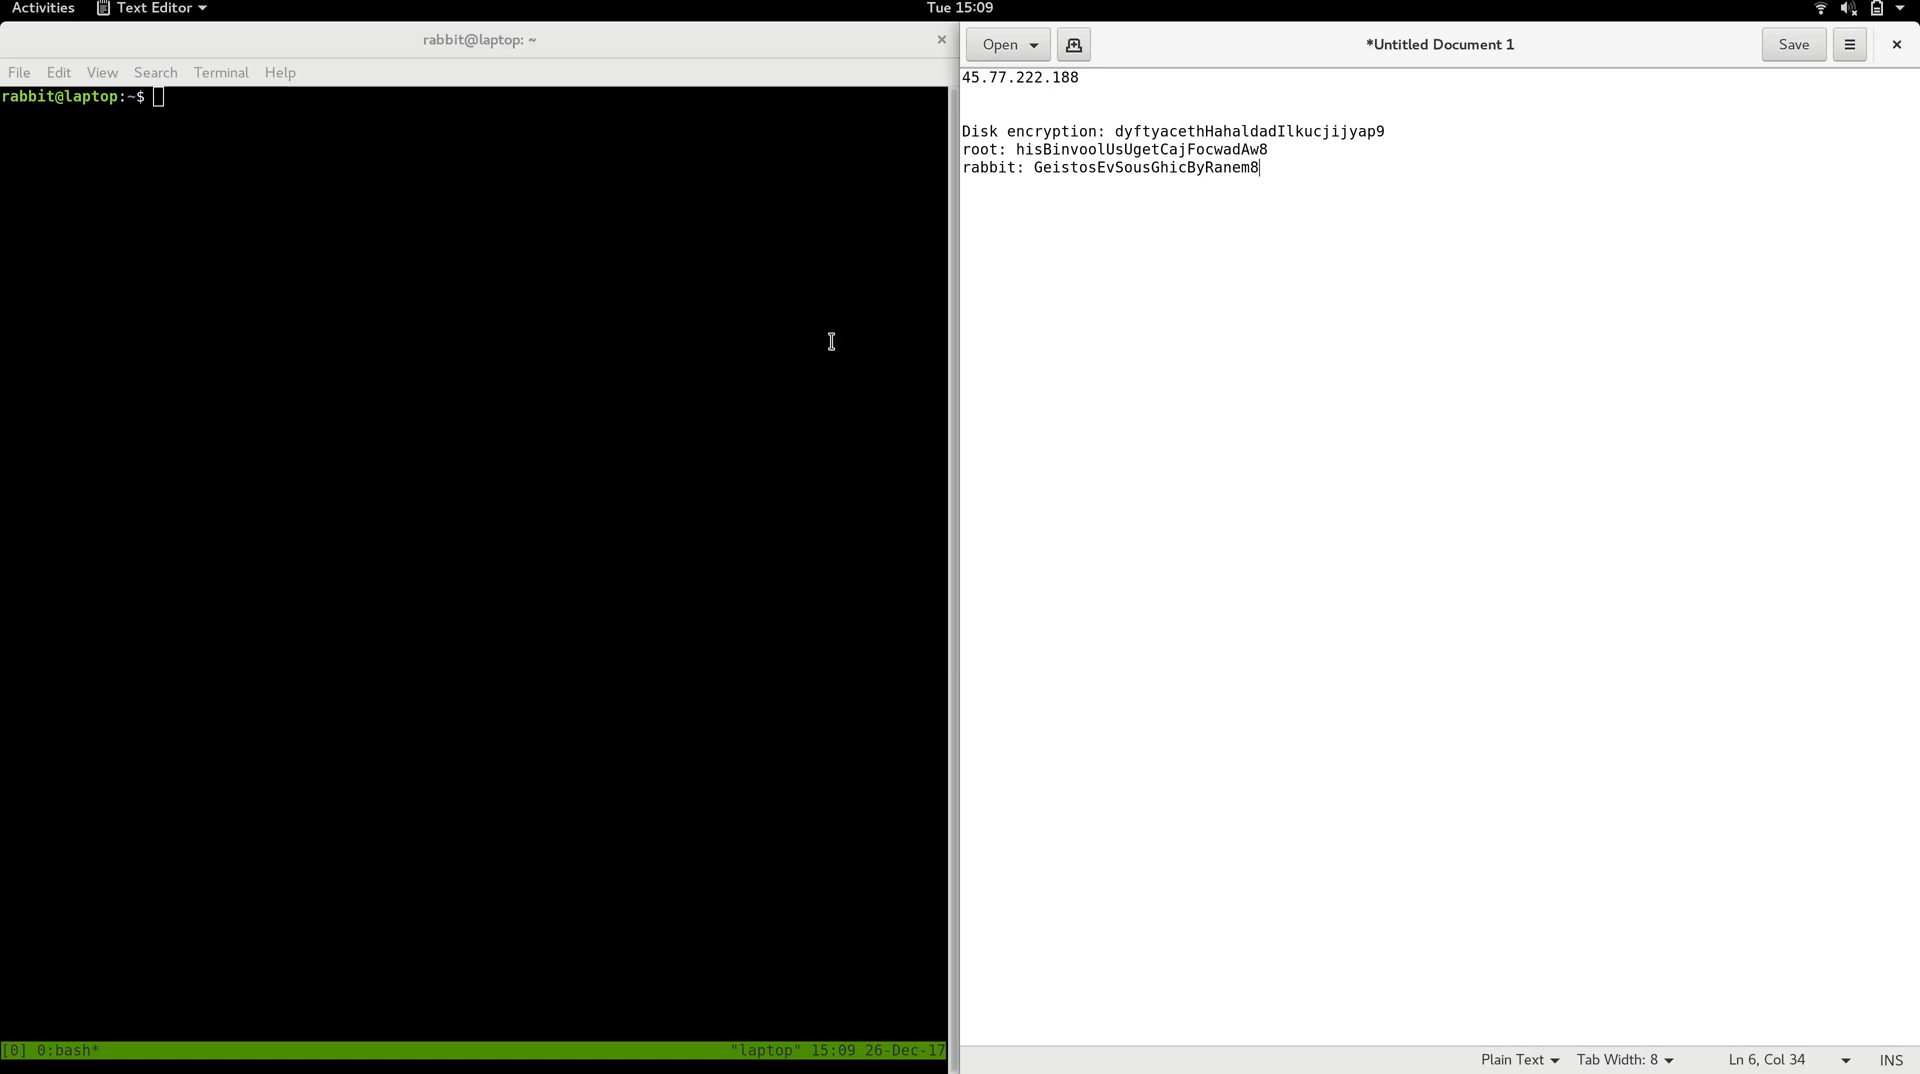 Activities Text Editor Tue 15:09
rabbit@laptop: ~
File Edit View Search Terminal Help
rabbit@laptop:~$
[0] 0:bash* "laptop" 15:09 26-Dec-17
Open *Untitled Document 1 Save
45.77.222.188
Disk encryption: dyftyacethHahaldadIlkucjijyap9
root: hisBinvoolUsUgetCajFocwadAw8
rabbit: GeistosEvSousGhicByRanem8
Plain Text Tab Width: 8 Ln 6, Col 34 INS